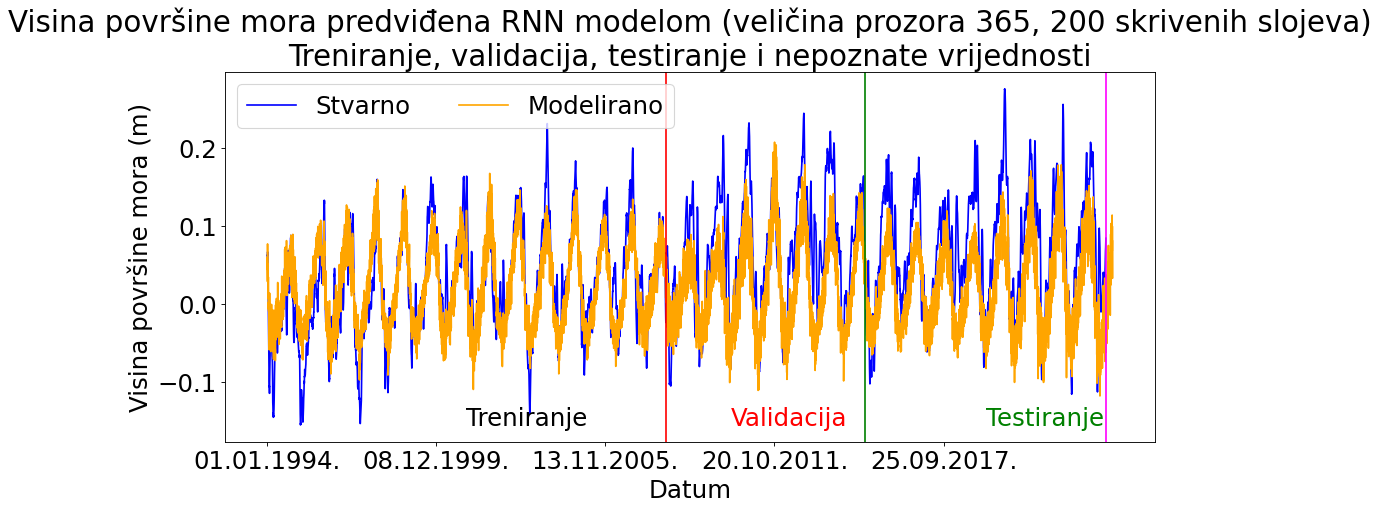 Visina površine mora predviđena RNN modelom (veličina prozora 365, 200 skrivenih slojeva)
Treniranje, validacija, testiranje i nepoznate vrijednosti
Stvarno Modelirano
Visina površine mora (m)
0.2
0.1
0.0
−0.1
Treniranje Validacija Testiranje
01.01.1994. 08.12.1999. 13.11.2005. 20.10.2011. 25.09.2017.
Datum